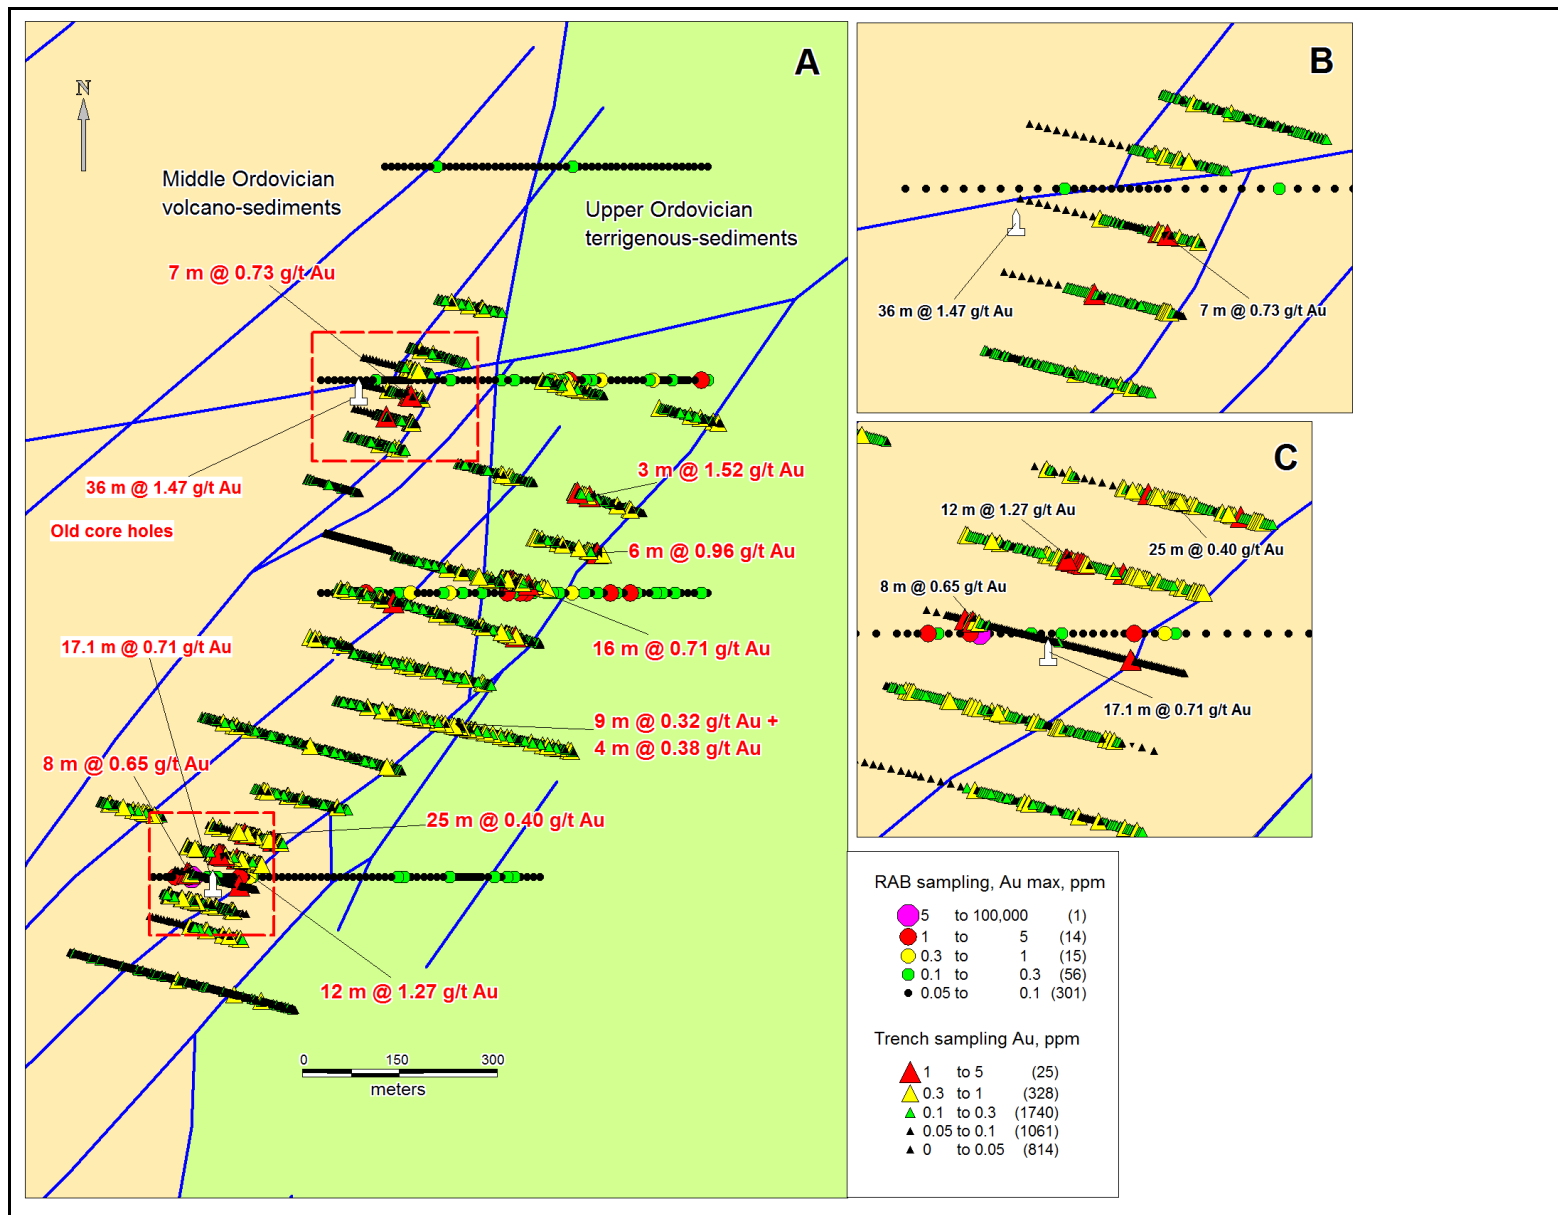 A
N
Middle Ordovician
volcano-sediments
Upper Ordovician
terrigenous-sediments
7 m @ 0.73 g/t Au
36 m @ 1.47 g/t Au
Old core holes
3 m @ 1.52 g/t Au
6 m @ 0.96 g/t Au
17.1 m @ 0.71 g/t Au
16 m @ 0.71 g/t Au
9 m @ 0.32 g/t Au +
4 m @ 0.38 g/t Au
8 m @ 0.65 g/t Au
25 m @ 0.40 g/t Au
12 m @ 1.27 g/t Au
0 150 300
meters
B
36 m @ 1.47 g/t Au
7 m @ 0.73 g/t Au
C
12 m @ 1.27 g/t Au
25 m @ 0.40 g/t Au
8 m @ 0.65 g/t Au
17.1 m @ 0.71 g/t Au
RAB sampling, Au max, ppm
5 to 100,000 (1)
1 to 5 (14)
0.3 to 1 (15)
0.1 to 0.3 (56)
0.05 to 0.1 (301)
Trench sampling Au, ppm
1 to 5 (25)
0.3 to 1 (328)
0.1 to 0.3 (1740)
0.05 to 0.1 (1061)
0 to 0.05 (814)